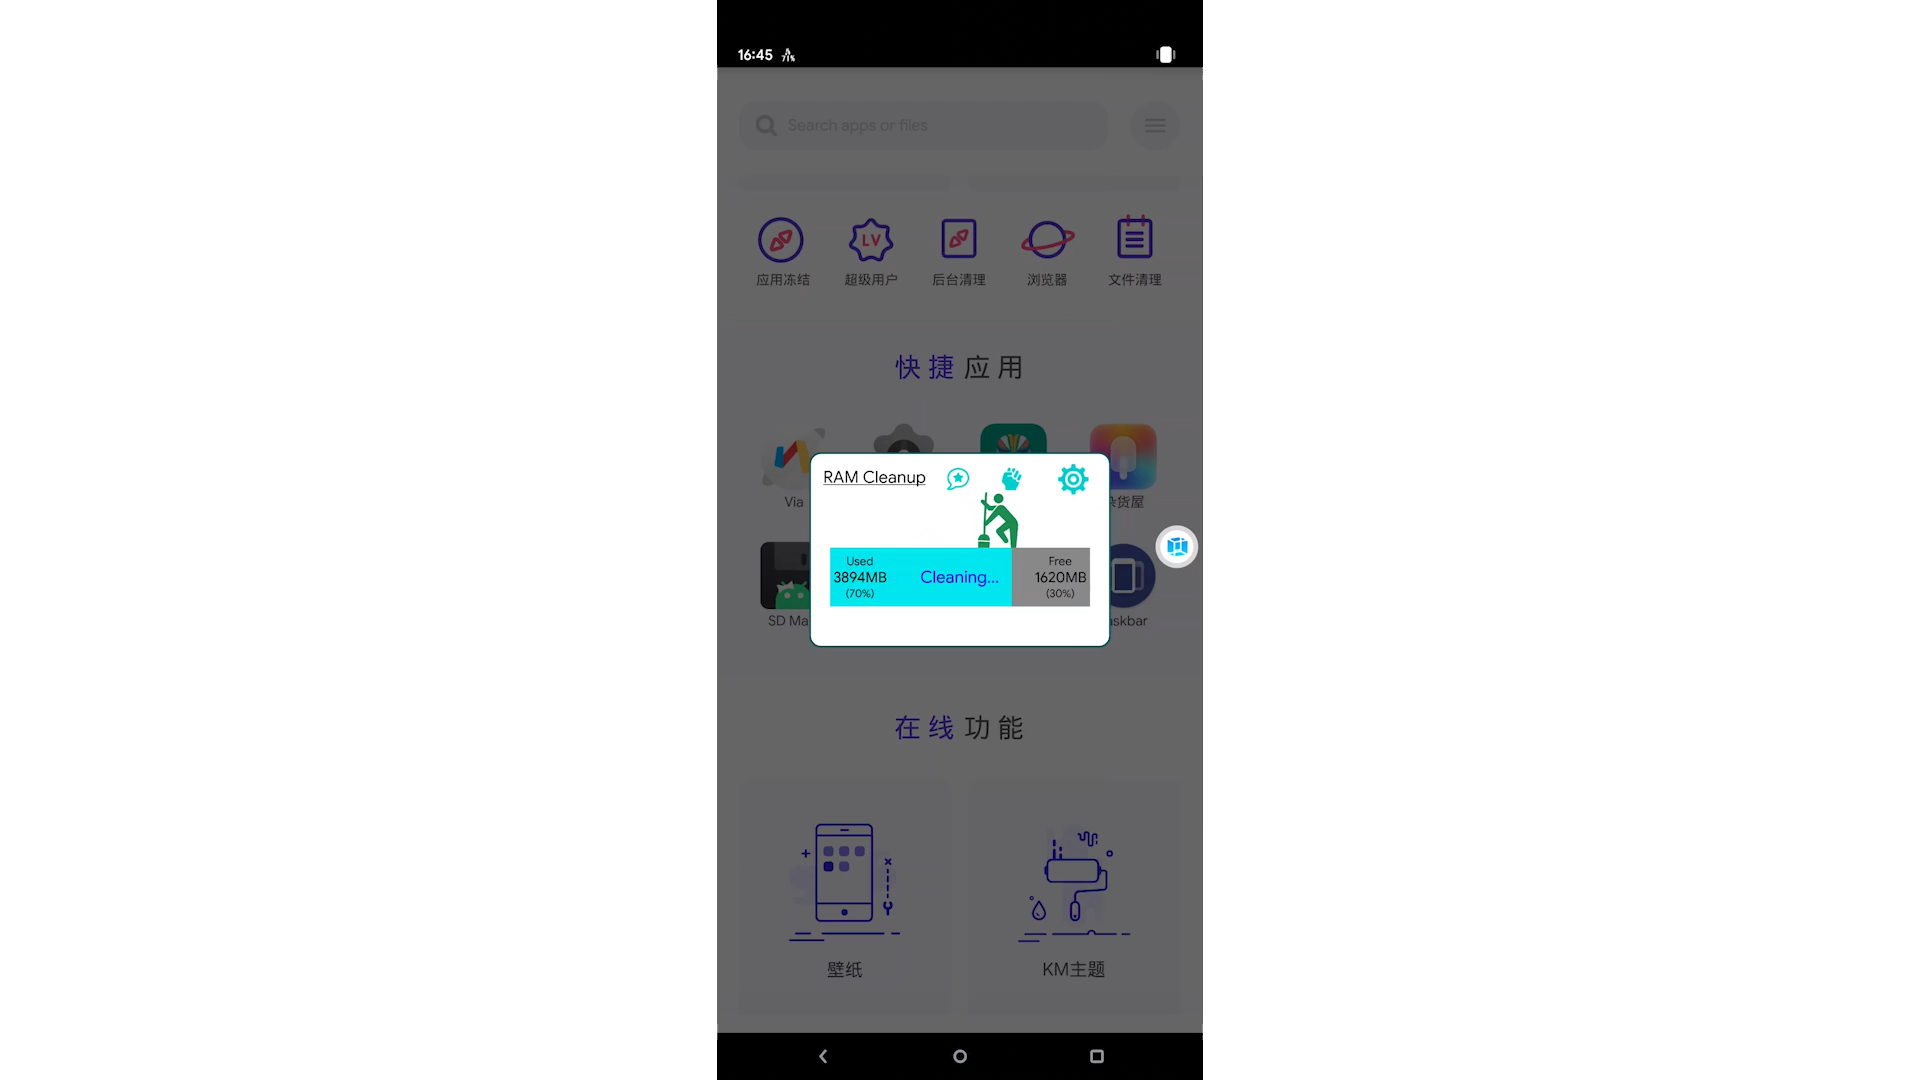 16:45
Search apps or files
LV
应用冻结 超级用户 后台清理 浏览器 文件清理
快捷应用
RAM Cleanup
Via
货屋
Used
3894MB
(70%)
Cleaning...
Free
1620MB
(30%)
SD Ma
askbar
在线功能
壁纸 KM主题